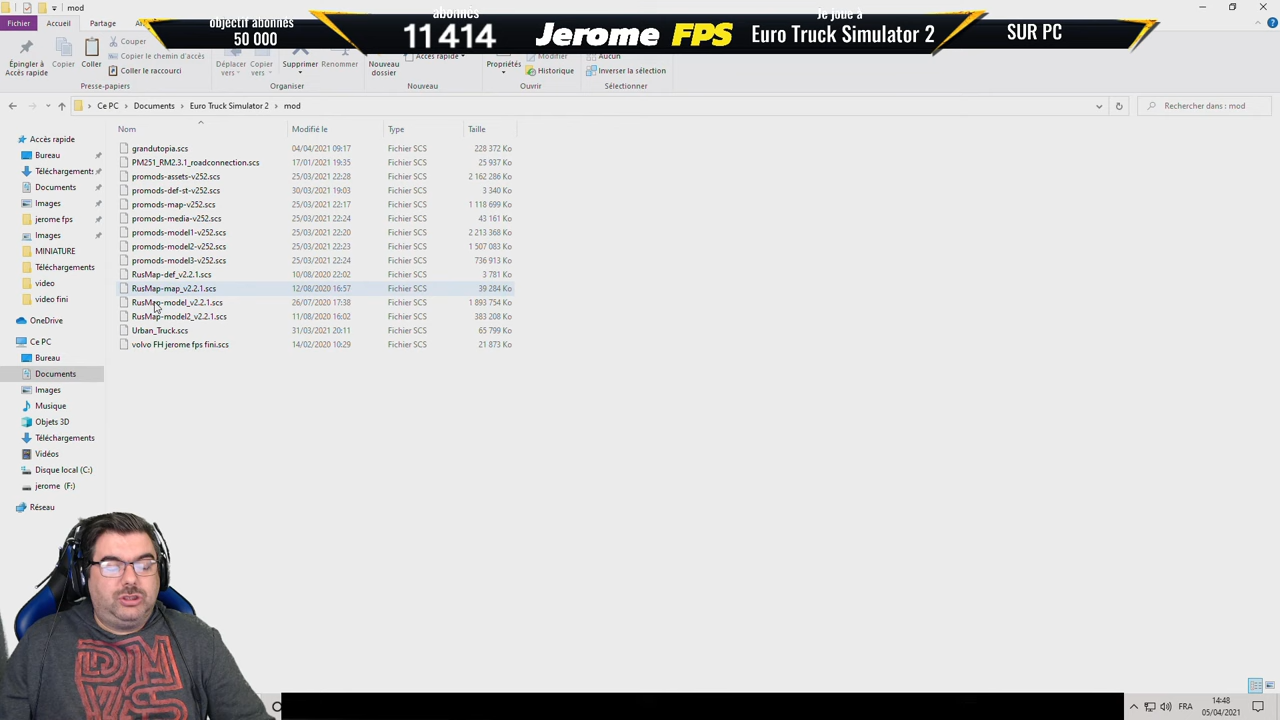 mod
objectif abonnés
50 000
abonnés
11 414
Jerome FPS
Je joue à
Euro Truck Simulator 2
SUR PC
Fichier
Accueil
Partage
Épingler à
Accès rapide
Copier
Coller
Couper
Copier le chemin d'accès
Coller le raccourci
Presse-papiers
Déplacer
vers
Copier
vers
Supprimer
Renommer
Organiser
Nouveau
dossier
Accès rapide
Nouveau
Propriétés
Modifier
Historique
Ouvrir
Aucun
Inverser la sélection
Sélectionner
Ce PC > Documents > Euro Truck Simulator 2 > mod
Rechercher dans : mod
Nom Modifié le Type Taille
grandutopia.scs 04/04/2021 09:17 Fichier SCS 228 372 Ko
PM251_RM2.3.1_roadconnection.scs 17/01/2021 19:35 Fichier SCS 25 937 Ko
promods-assets-v252.scs 25/03/2021 22:28 Fichier SCS 2 162 286 Ko
promods-def-st-v252.scs 30/03/2021 19:03 Fichier SCS 3 340 Ko
promods-map-v252.scs 25/03/2021 22:17 Fichier SCS 1 118 699 Ko
promods-media-v252.scs 25/03/2021 22:24 Fichier SCS 43 161 Ko
promods-model1-v252.scs 25/03/2021 22:20 Fichier SCS 2 213 368 Ko
promods-model2-v252.scs 25/03/2021 22:23 Fichier SCS 1 507 083 Ko
promods-model3-v252.scs 25/03/2021 22:24 Fichier SCS 736 913 Ko
RusMap-def_v2.2.1.scs 10/08/2020 22:02 Fichier SCS 3 781 Ko
RusMap-map_v2.2.1.scs 12/08/2020 16:57 Fichier SCS 39 284 Ko
RusMap-model_v2.2.1.scs 26/07/2020 17:38 Fichier SCS 1 893 754 Ko
RusMap-model2_v2.2.1.scs 11/08/2020 16:02 Fichier SCS 383 208 Ko
Urban_Truck.scs 31/03/2021 20:11 Fichier SCS 65 799 Ko
volvo FH jerome fps fini.scs 14/02/2020 10:29 Fichier SCS 21 873 Ko
Accès rapide
Bureau
Téléchargements
Documents
Images
jerome fps
Images
MINIATURE
Téléchargements
video
video fini
OneDrive
Ce PC
Bureau
Documents
Images
Musique
Objets 3D
Téléchargements
Vidéos
Disque local (C:)
jerome (F:)
Réseau
FRA
14:48
05/04/2021